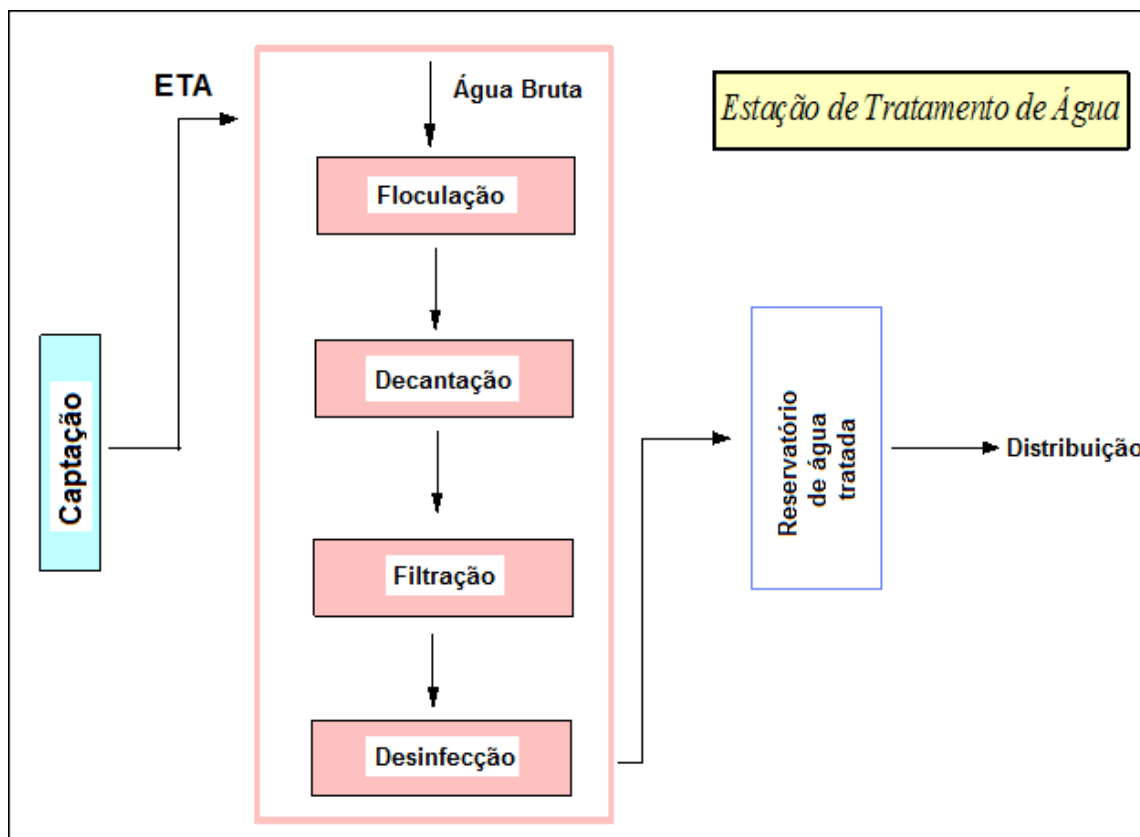 ETA
Água Bruta
Estação de Tratamento de Água
Floculação
Decantação
Captação
Reservatório
de água
tratada
Distribuição
Filtração
Desinfecção